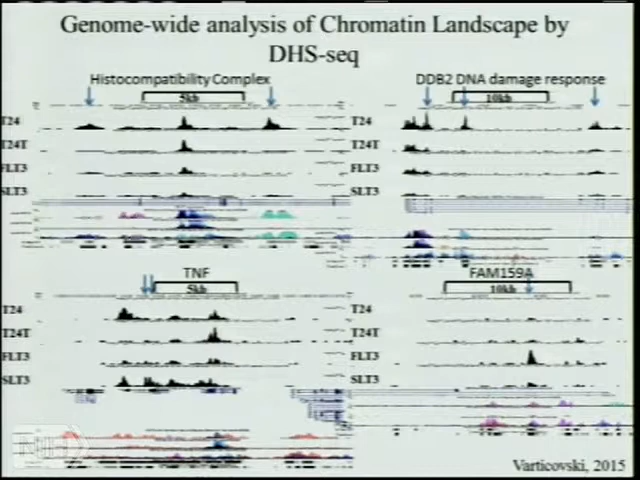 Genome-wide analysis of Chromatin Landscape by
DHS-seq
Histocompatibility Complex
5kb
T24
T24T
FLT3
SLT3
DDB2 DNA damage response
10kb
T24
T24T
FLT3
SLT3
TNF
5kb
T24
T24T
FLT3
SLT3
FAM159A
10kb
T24
T24T
FLT3
SLT3
NIH
Varticovski, 2015